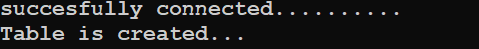 succesfully connected..........
Table is created...